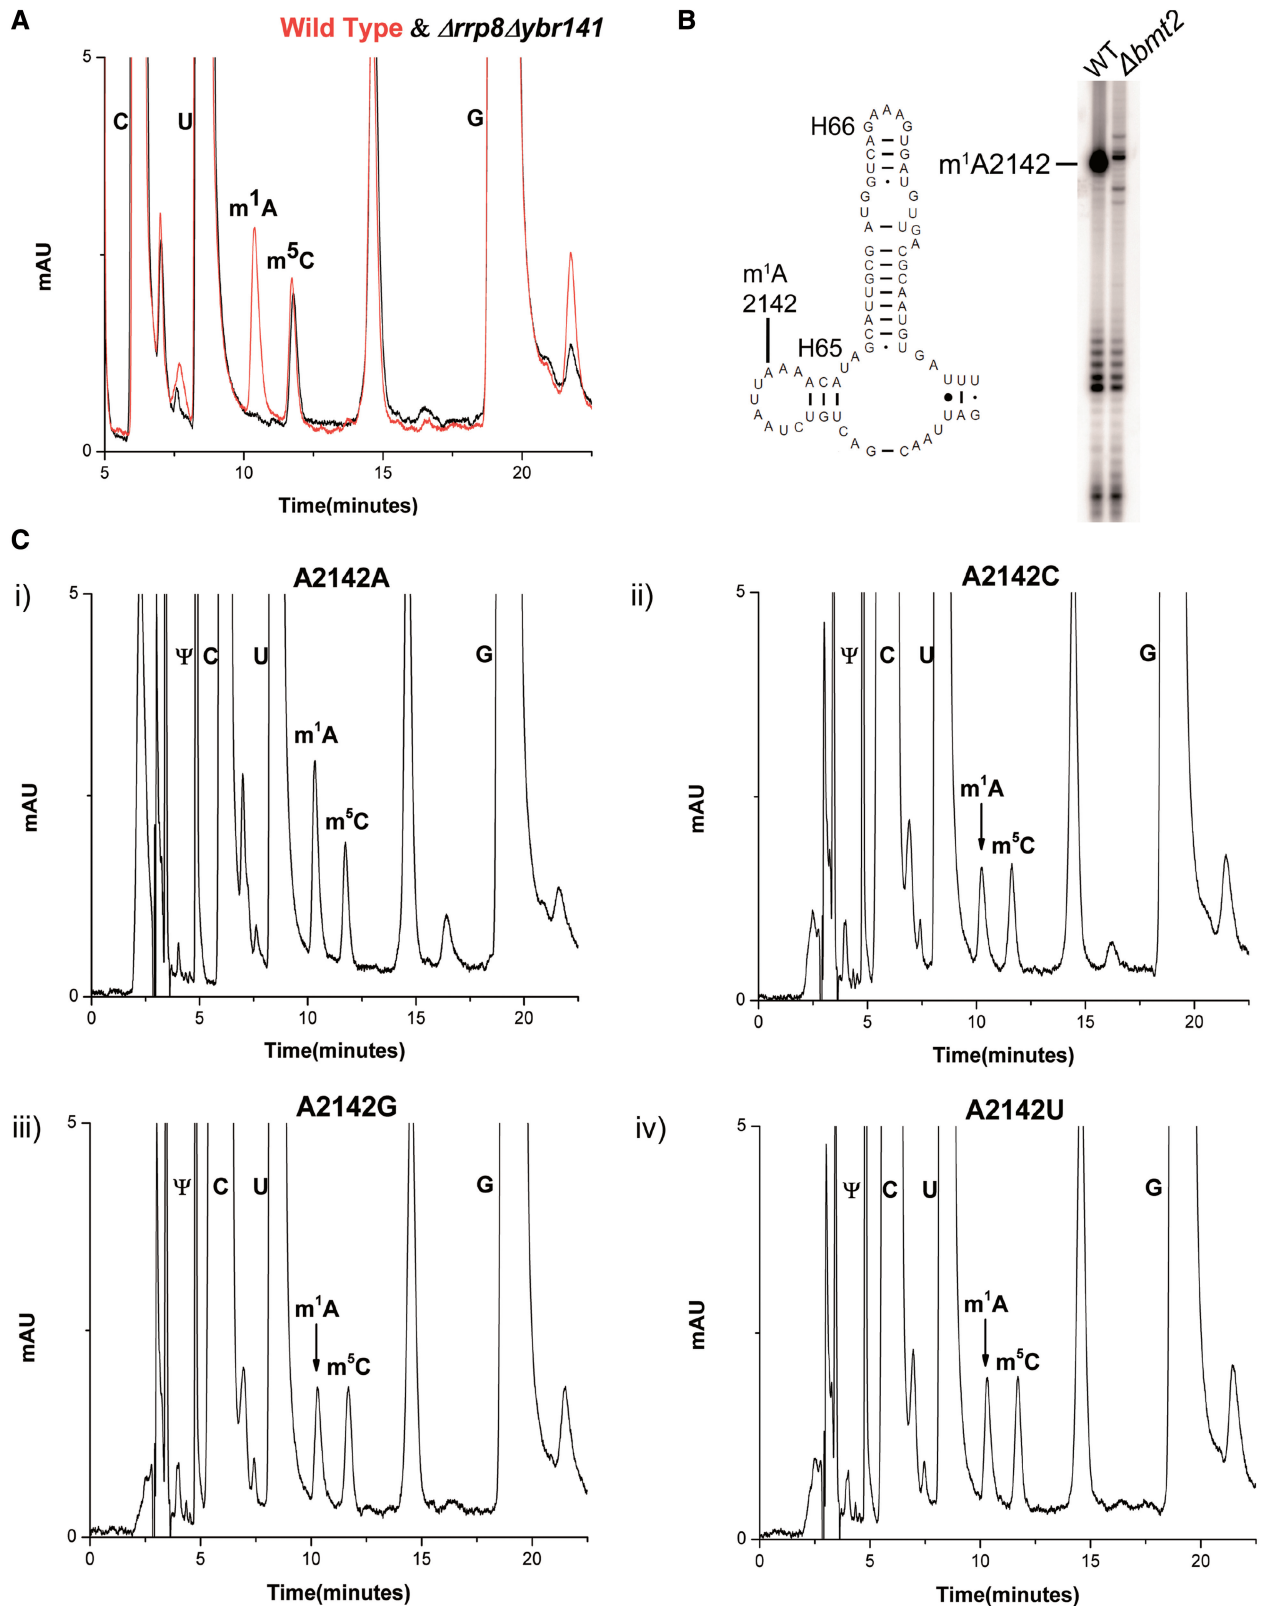 A
Wild Type & Δrrp8Δybr141
5
C
U
G
m¹A
m⁵C
mAU
0
5
10
15
20
Time(minutes)
B
WT
Δbmt2
H66
m¹A2142
m¹A
2142
H65
C
i)
A2142A
5
Ψ
C
U
G
m¹A
m⁵C
mAU
0
0
5
10
15
20
Time(minutes)
ii)
A2142C
5
Ψ
C
U
G
m¹A
m⁵C
mAU
0
0
5
10
15
20
Time(minutes)
iii)
A2142G
5
Ψ
C
U
G
m¹A
m⁵C
mAU
0
0
5
10
15
20
Time(minutes)
iv)
A2142U
5
Ψ
C
U
G
m¹A
m⁵C
mAU
0
0
5
10
15
20
Time(minutes)